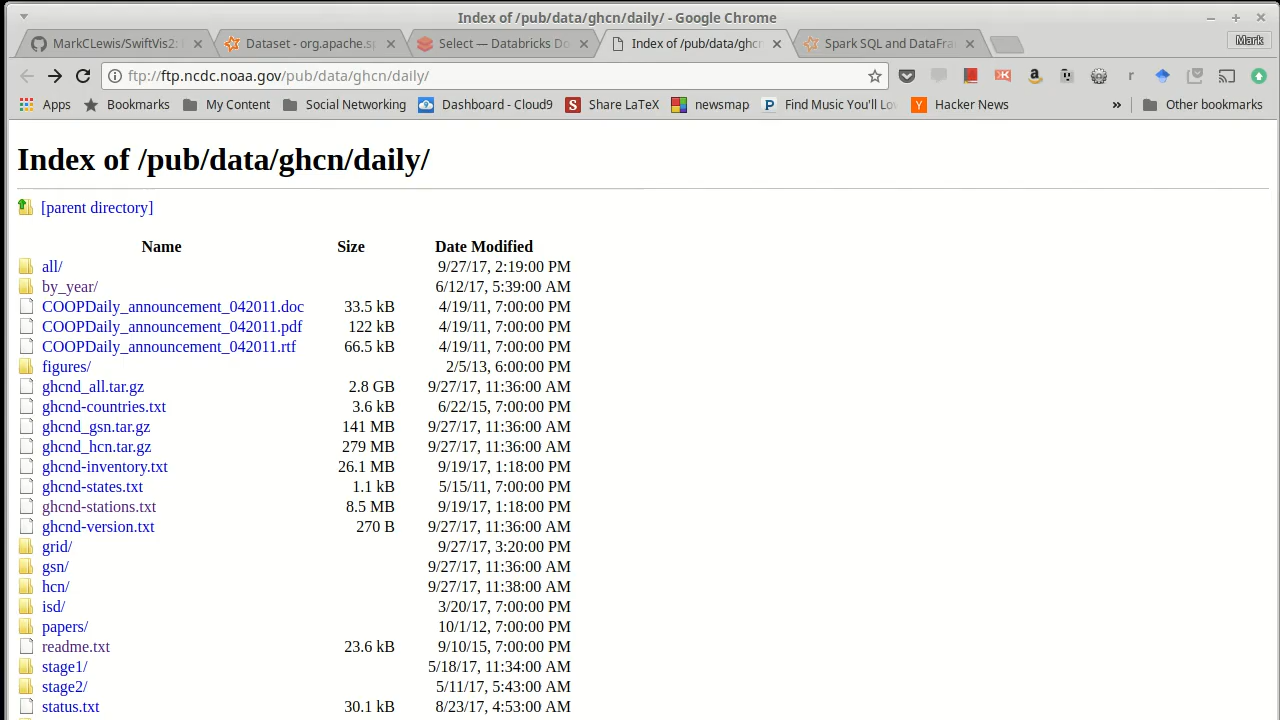 Index of /pub/data/ghcn/daily/ - Google Chrome
MarkCLewis/SwiftVis2:
Dataset - org.apache.sp
Select — Databricks Do
Index of /pub/data/ghcn
Spark SQL and DataFra
Mark
ftp://ftp.ncdc.noaa.gov/pub/data/ghcn/daily/
Apps Bookmarks My Content Social Networking Dashboard - Cloud9 Share LaTeX newsmap Find Music You'll Lo Hacker News » Other bookmarks
Index of /pub/data/ghcn/daily/
[parent directory]
Name Size Date Modified
all/ 9/27/17, 2:19:00 PM
by_year/ 6/12/17, 5:39:00 AM
COOPDaily_announcement_042011.doc 33.5 kB 4/19/11, 7:00:00 PM
COOPDaily_announcement_042011.pdf 122 kB 4/19/11, 7:00:00 PM
COOPDaily_announcement_042011.rtf 66.5 kB 4/19/11, 7:00:00 PM
figures/ 2/5/13, 6:00:00 PM
ghcnd_all.tar.gz 2.8 GB 9/27/17, 11:36:00 AM
ghcnd-countries.txt 3.6 kB 6/22/15, 7:00:00 PM
ghcnd_gsn.tar.gz 141 MB 9/27/17, 11:36:00 AM
ghcnd_hcn.tar.gz 279 MB 9/27/17, 11:36:00 AM
ghcnd-inventory.txt 26.1 MB 9/19/17, 1:18:00 PM
ghcnd-states.txt 1.1 kB 5/15/11, 7:00:00 PM
ghcnd-stations.txt 8.5 MB 9/19/17, 1:18:00 PM
ghcnd-version.txt 270 B 9/27/17, 11:36:00 AM
grid/ 9/27/17, 3:20:00 PM
gsn/ 9/27/17, 11:36:00 AM
hcn/ 9/27/17, 11:38:00 AM
isd/ 3/20/17, 7:00:00 PM
papers/ 10/1/12, 7:00:00 PM
readme.txt 23.6 kB 9/10/15, 7:00:00 PM
stage1/ 5/18/17, 11:34:00 AM
stage2/ 5/11/17, 5:43:00 AM
status.txt 30.1 kB 8/23/17, 4:53:00 AM